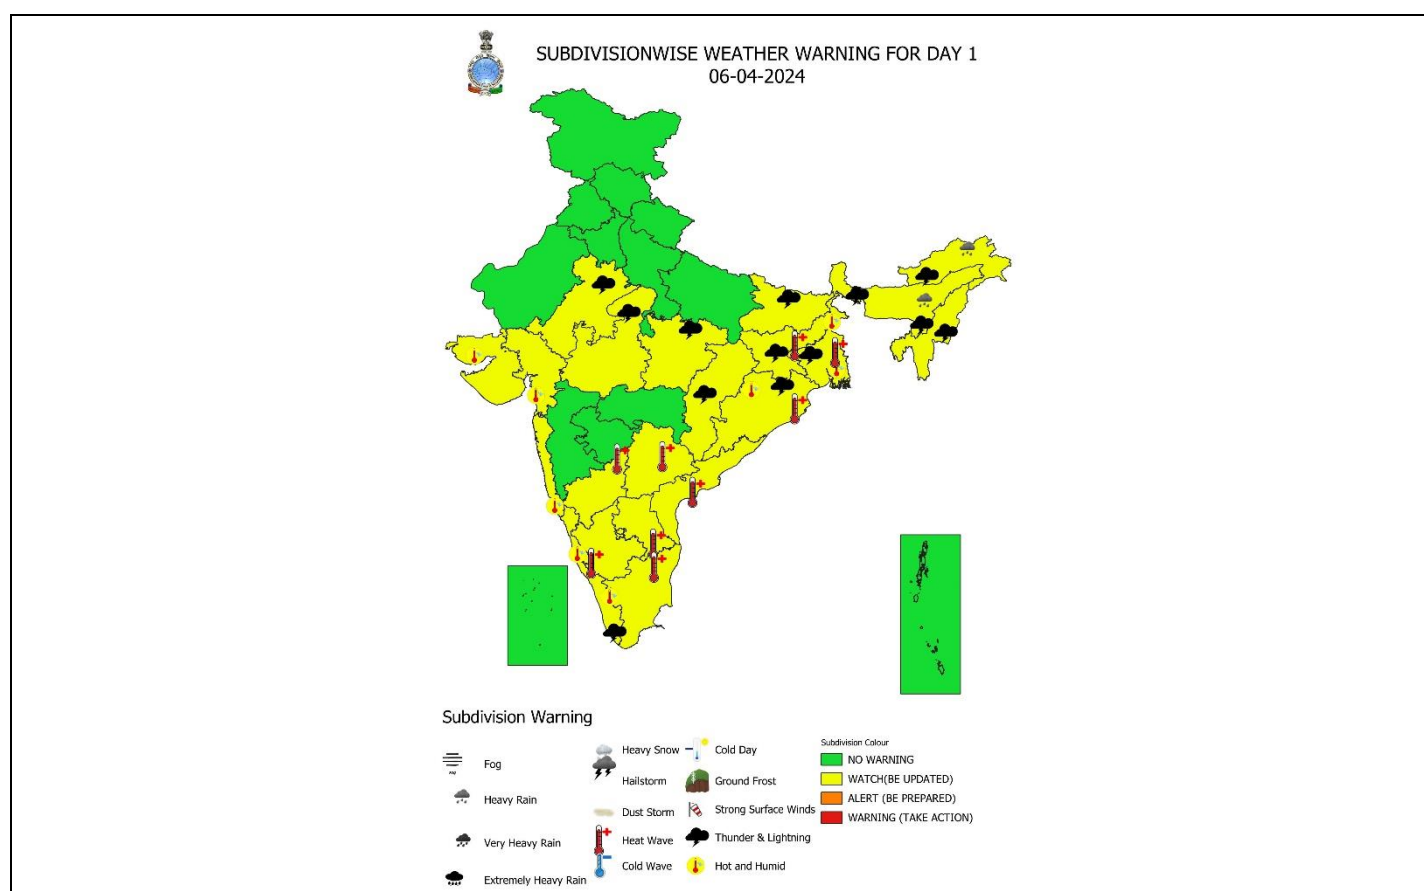 SUBDIVISIONWISE WEATHER WARNING FOR DAY 1
06-04-2024
Subdivision Warning
Fog
Heavy Rain
Very Heavy Rain
Extremely Heavy Rain
Heavy Snow
Hailstorm
Dust Storm
Heat Wave
Cold Wave
Cold Day
Ground Frost
Strong Surface Winds
Thunder & Lightning
Hot and Humid
Subdivision Colour
NO WARNING
WATCH(BE UPDATED)
ALERT (BE PREPARED)
WARNING (TAKE ACTION)